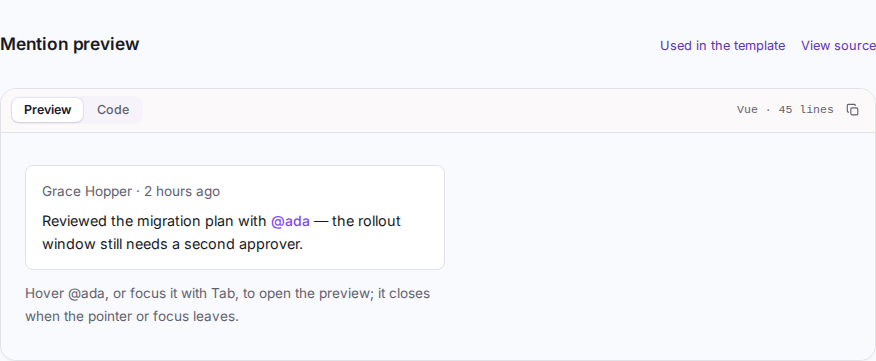 Mention preview
Used in the template
View source
Preview
Code
Vue · 45 lines
Grace Hopper · 2 hours ago
Reviewed the migration plan with @ada — the rollout
window still needs a second approver.
Hover @ada, or focus it with Tab, to open the preview; it closes
when the pointer or focus leaves.